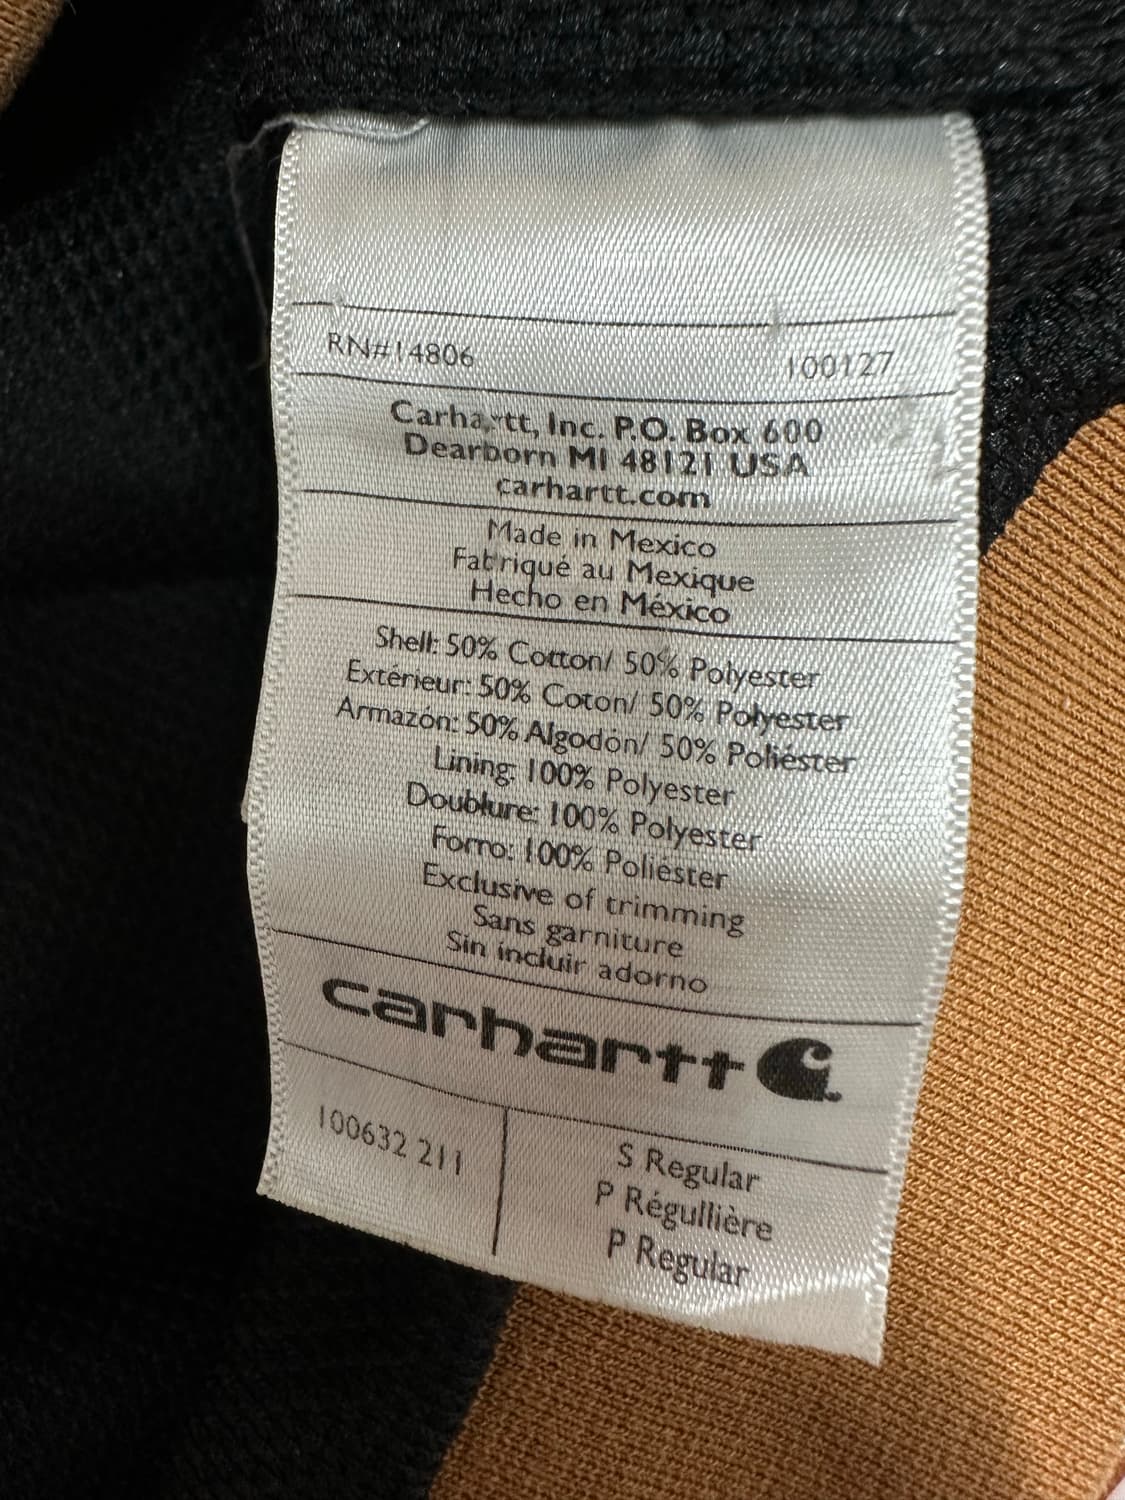 RN#14806 100127
Carhartt, Inc. P.O. Box 600
Dearborn MI 48121 USA
carhartt.com
Made in Mexico
Fabriqué au Mexique
Hecho en México
Shell: 50% Cotton/ 50% Polyester
Extérieur: 50% Coton/ 50% Polyester
Armazón: 50% Algodón/ 50% Poliéster
Lining: 100% Polyester
Doublure: 100% Polyester
Forro: 100% Poliéster
Exclusive of trimming
Sans garniture
Sin incluir adorno
carhartt
100632 211
S Regular
P Régullière
P Regular